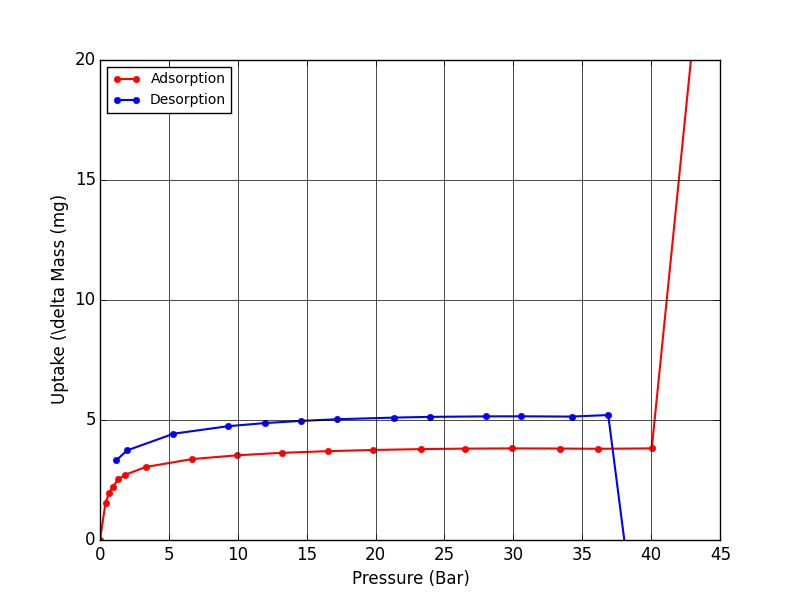 20
15
10
5
0
Uptake (\delta Mass (mg)
Adsorption
Desorption
0 5 10 15 20 25 30 35 40 45
Pressure (Bar)